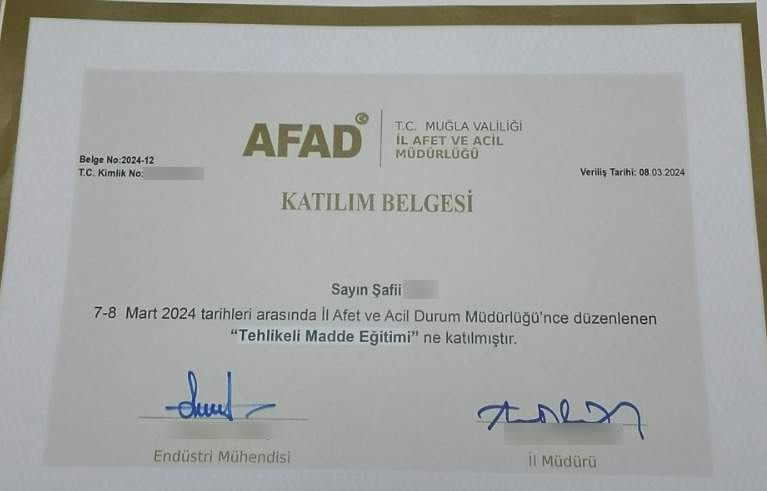 AFAD
T.C. MUĞLA VALİLİĞİ
İL AFET VE ACİL
MÜDÜRLÜĞÜ
Belge No:2024-12
T.C. Kimlik No:
Veriliş Tarihi: 08.03.2024
KATILIM BELGESİ
Sayın Şafii
7-8 Mart 2024 tarihleri arasında İl Afet ve Acil Durum Müdürlüğü'nce düzenlenen
“Tehlikeli Madde Eğitimi” ne katılmıştır.
Endüstri Mühendisi
İl Müdürü